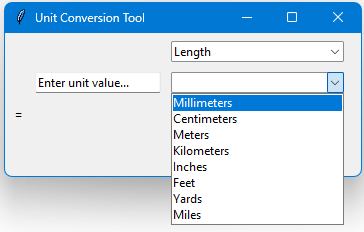 Unit Conversion Tool
Length
Enter unit value...
=
Millimeters
Centimeters
Meters
Kilometers
Inches
Feet
Yards
Miles